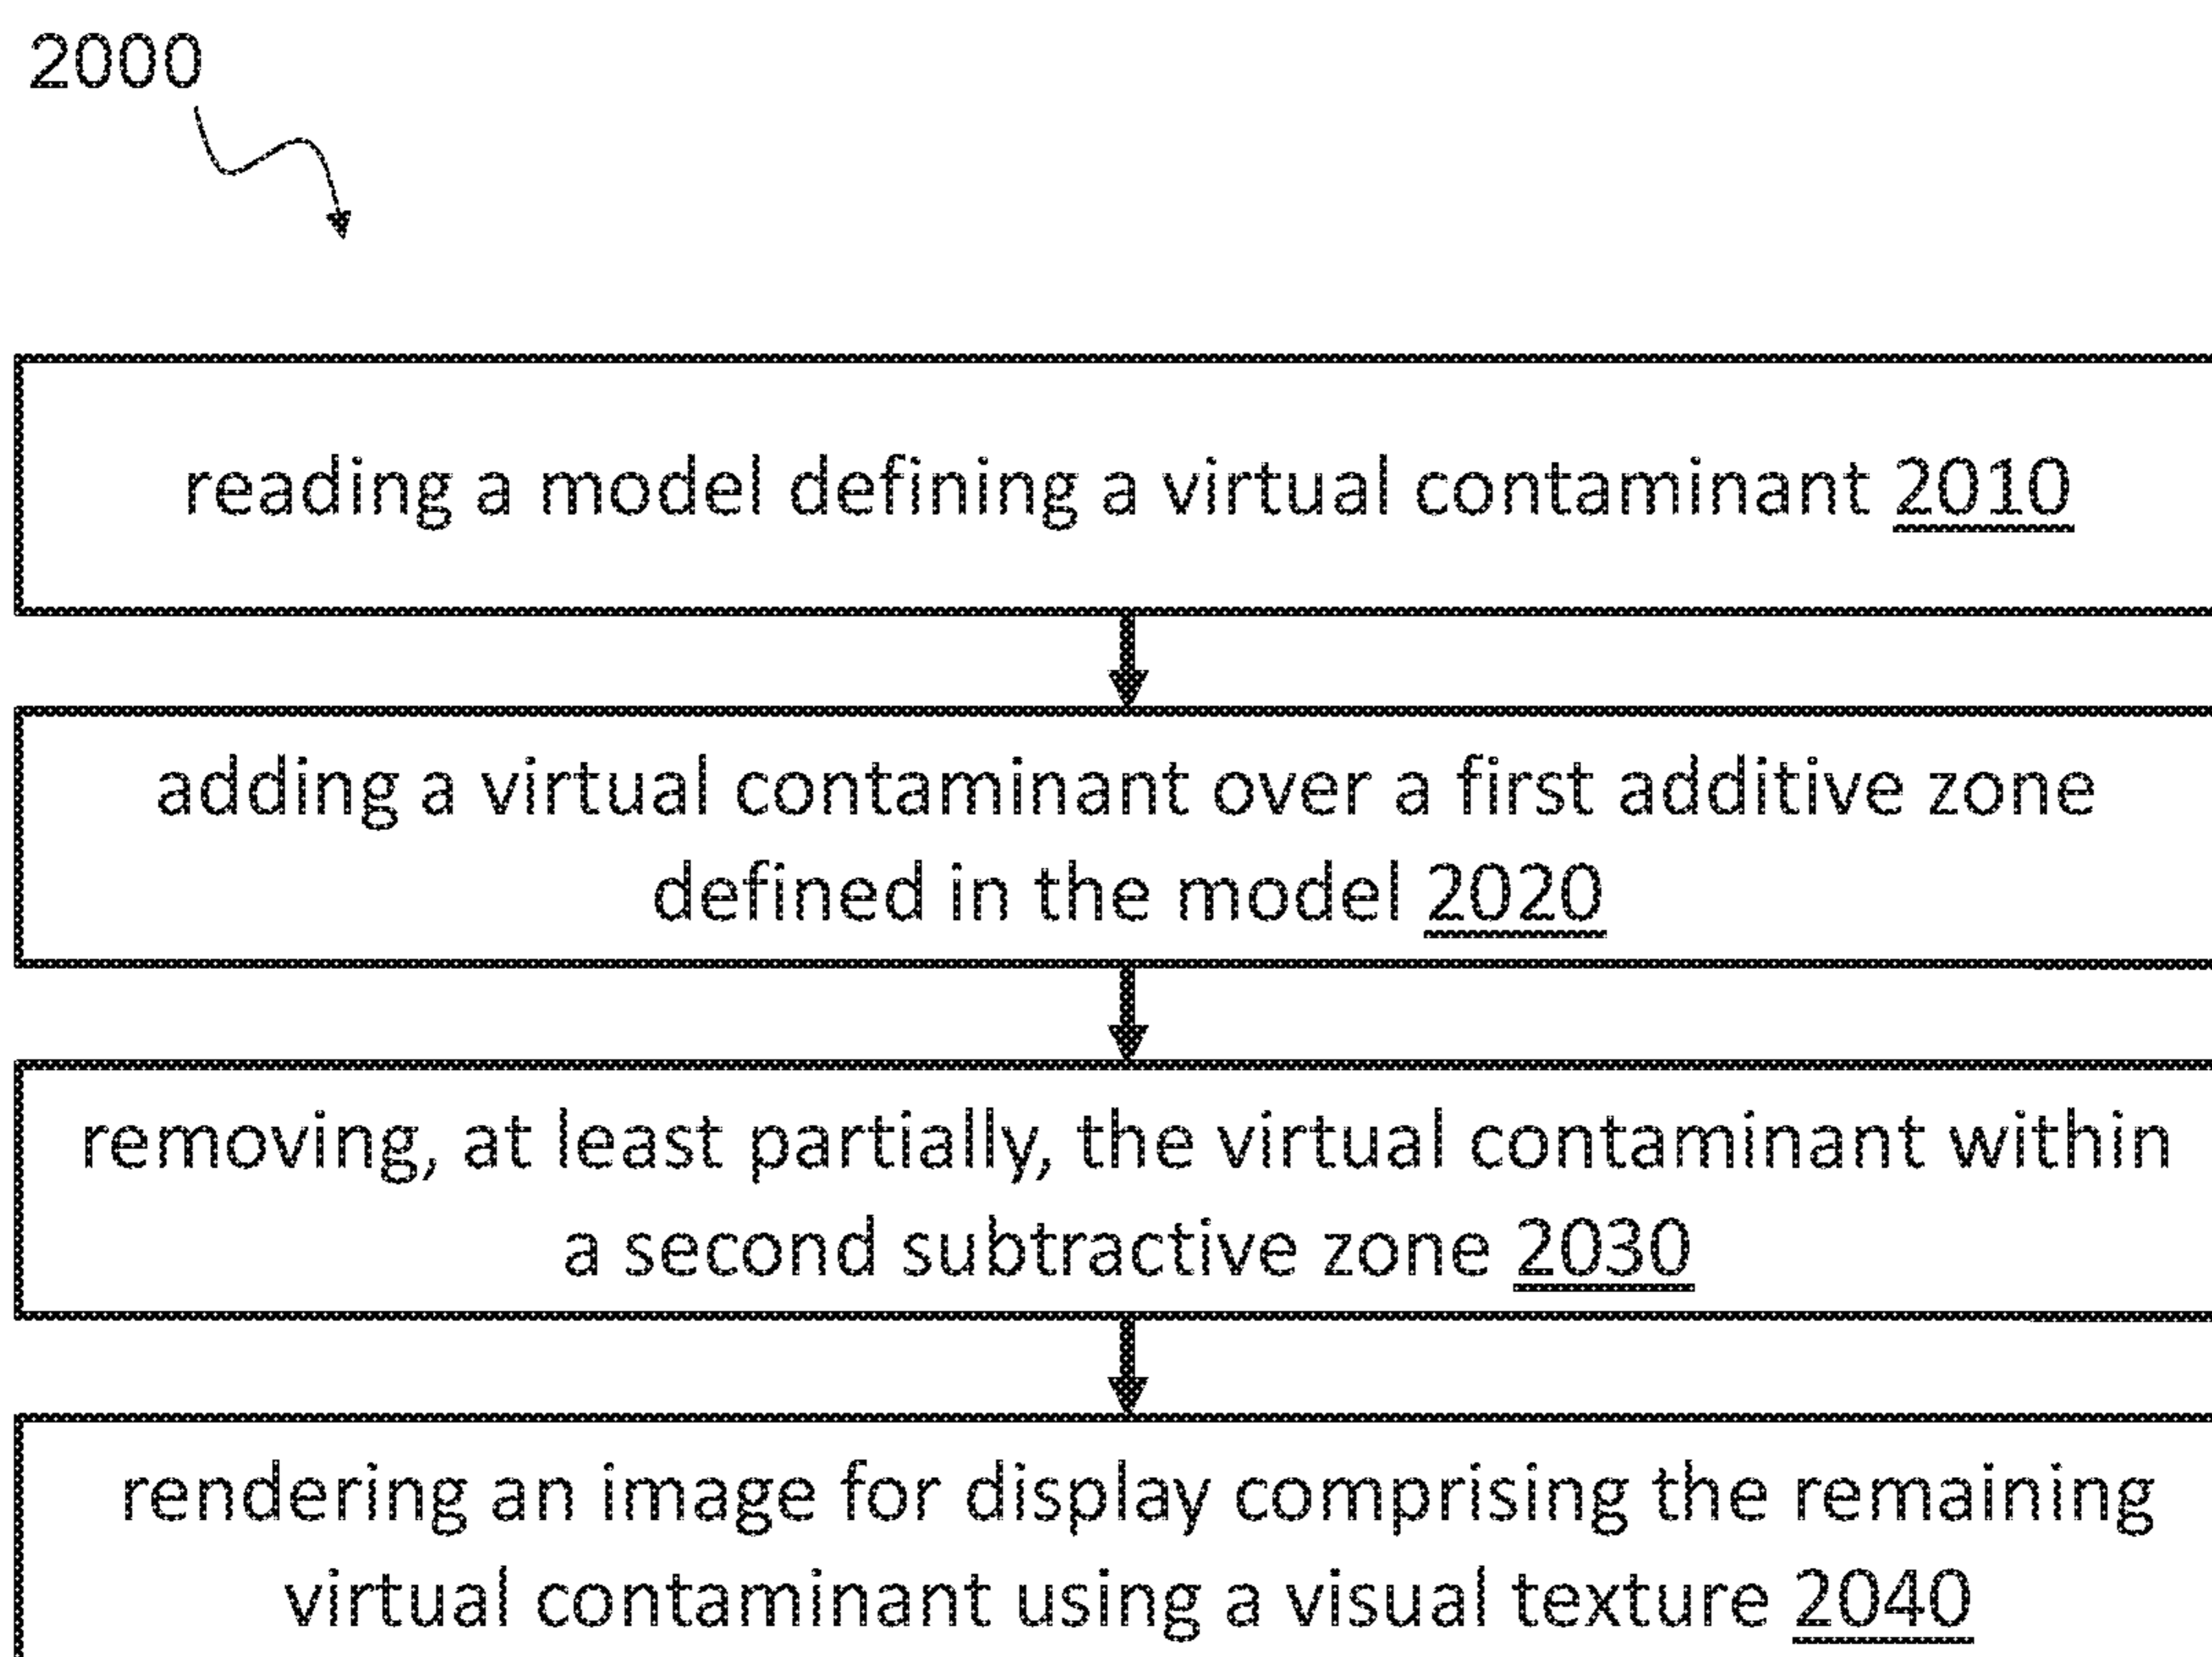 2000
reading a model defining a virtual contaminant 2010
adding a virtual contaminant over a first additive zone
defined in the model 2020
removing, at least partially, the virtual contaminant within
a second subtractive zone 2030
rendering an image for display comprising the remaining
virtual contaminant using a visual texture 2040